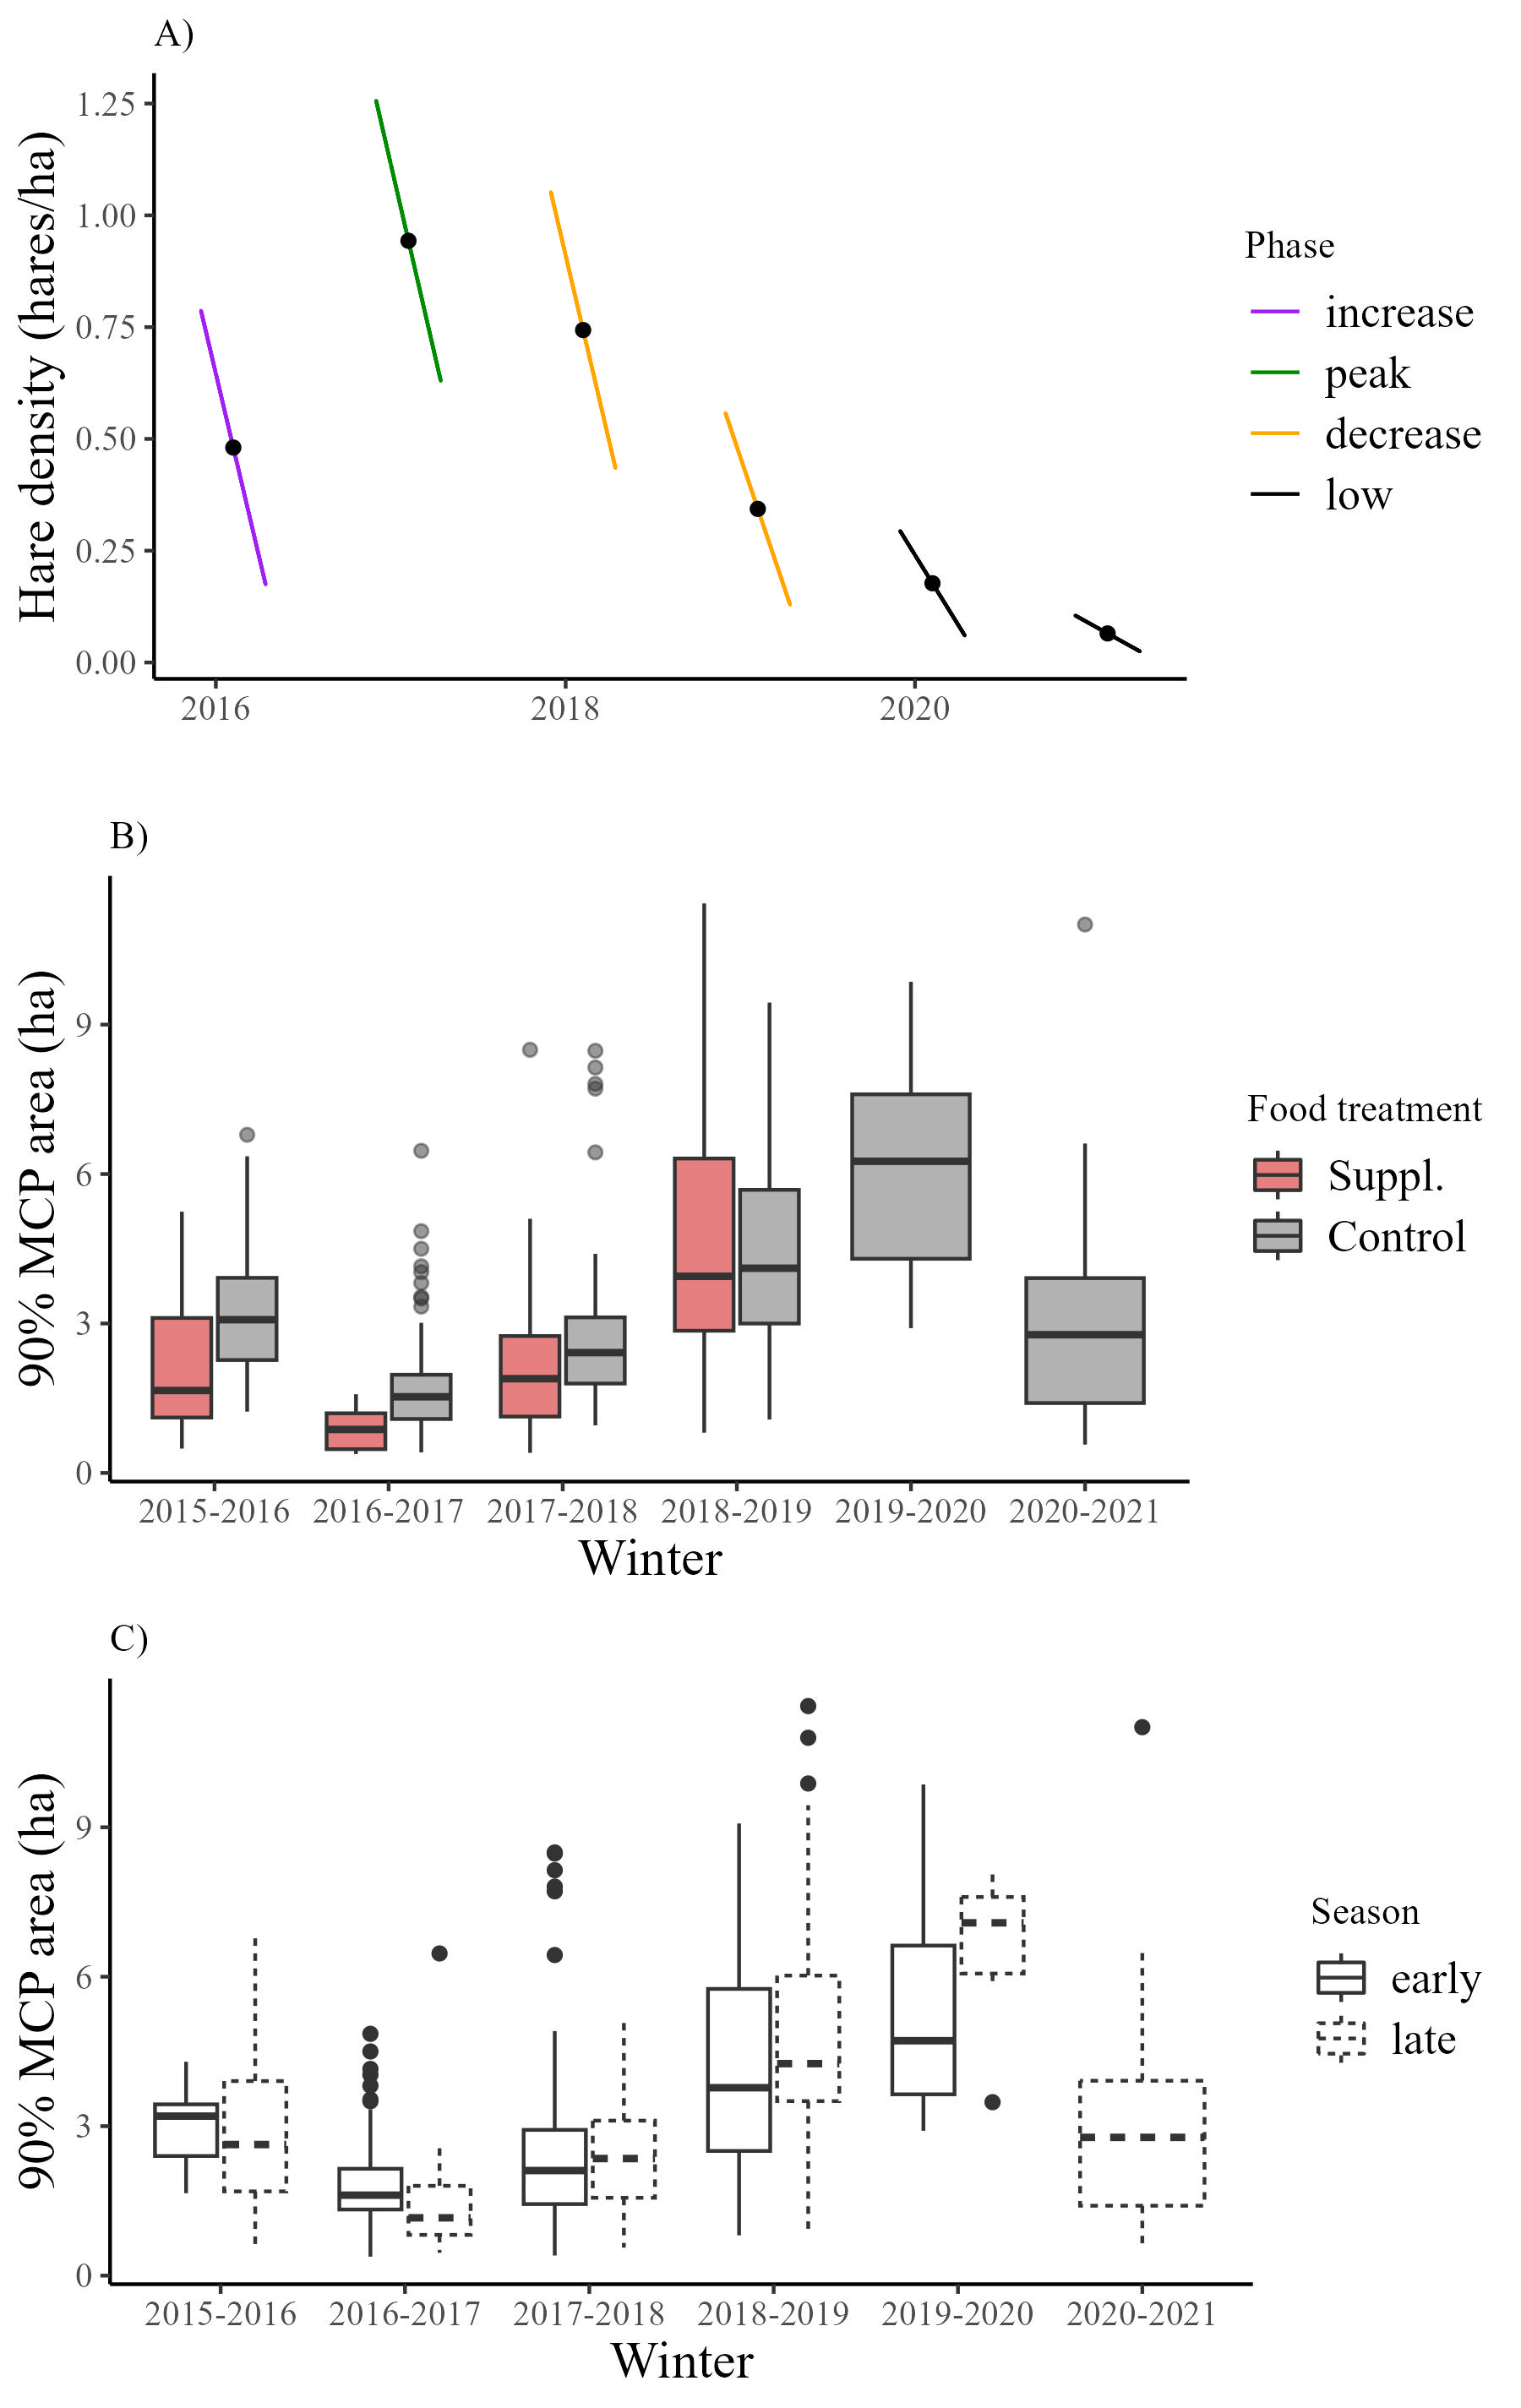 A)
Hare density (hares/ha)
1.25
1.00
0.75
0.50
0.25
0.00
2016 2018 2020
Phase
increase
peak
decrease
low
B)
90% MCP area (ha)
9
6
3
0
2015-2016 2016-2017 2017-2018 2018-2019 2019-2020 2020-2021
Winter
Food treatment
Suppl.
Control
C)
90% MCP area (ha)
9
6
3
0
2015-2016 2016-2017 2017-2018 2018-2019 2019-2020 2020-2021
Winter
Season
early
late